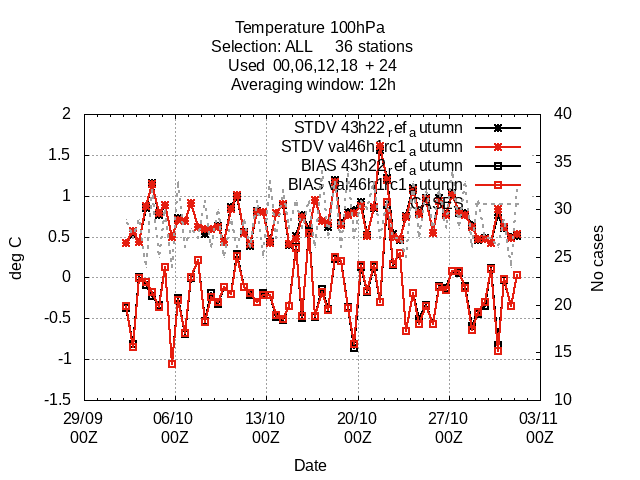 Temperature 100hPa
Selection: ALL 36 stations
Used 00,06,12,18 + 24
Averaging window: 12h
STDV 43h22_ref_autumn
STDV val46h1rc1_autumn
BIAS 43h22_ref_autumn
BIAS val46h1rc1_autumn
CASES
2
1.5
1
0.5
0
-0.5
-1
-1.5
deg C
40
35
30
25
20
15
10
No cases
29/09 06/10 13/10 20/10 27/10 03/11
00Z 00Z 00Z 00Z 00Z 00Z
Date